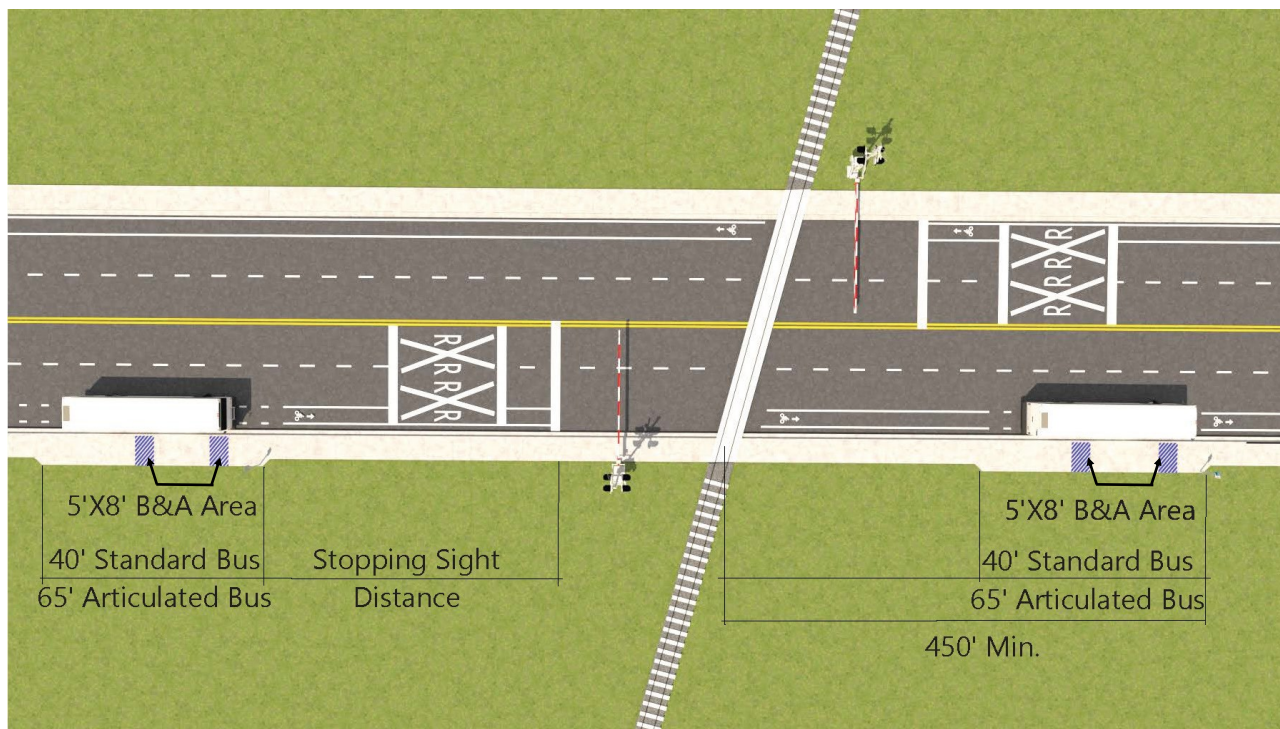 R R
R R
R R
R R
5'X8' B&A Area
40' Standard Bus
65' Articulated Bus
Stopping Sight
Distance
5'X8' B&A Area
40' Standard Bus
65' Articulated Bus
450' Min.